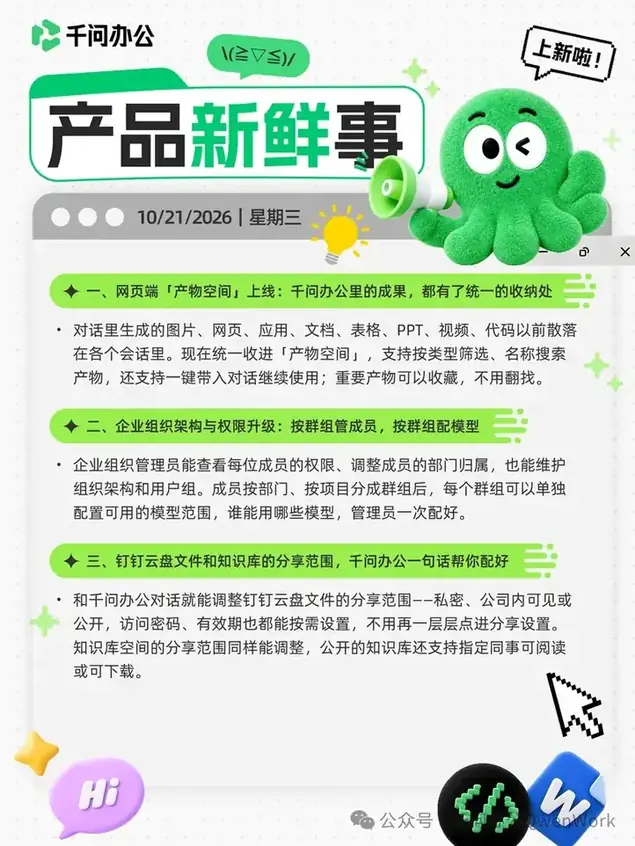 千问办公
\(≧▽≦)/
上新啦！
产品新鲜事
10/21/2026 | 星期三
一、网页端「产物空间」上线：千问办公里的成果，都有了统一的收纳处
· 对话里生成的图片、网页、应用、文档、表格、PPT、视频、代码以前散落
在各个会话里。现在统一收进「产物空间」，支持按类型筛选、名称搜索
产物，还支持一键带入对话继续使用；重要产物可以收藏，不用翻找。
二、企业组织架构与权限升级：按群组管成员，按群组配模型
· 企业组织管理员能查看每位成员的权限、调整成员的部门归属，也能维护
组织架构和用户组。成员按部门、按项目分成群组后，每个群组可以单独
配置可用的模型范围，谁能用哪些模型，管理员一次配好。
三、钉钉云盘文件和知识库的分享范围，千问办公一句话帮你配好
· 和千问办公对话就能调整钉钉云盘文件的分享范围——私密、公司内可见或
公开，访问密码、有效期也都能按需设置，不用再一层层点进分享设置。
知识库空间的分享范围同样能调整，公开的知识库还支持指定同事可阅读
或可下载。
Hi
</>
W
公众号
wenWork